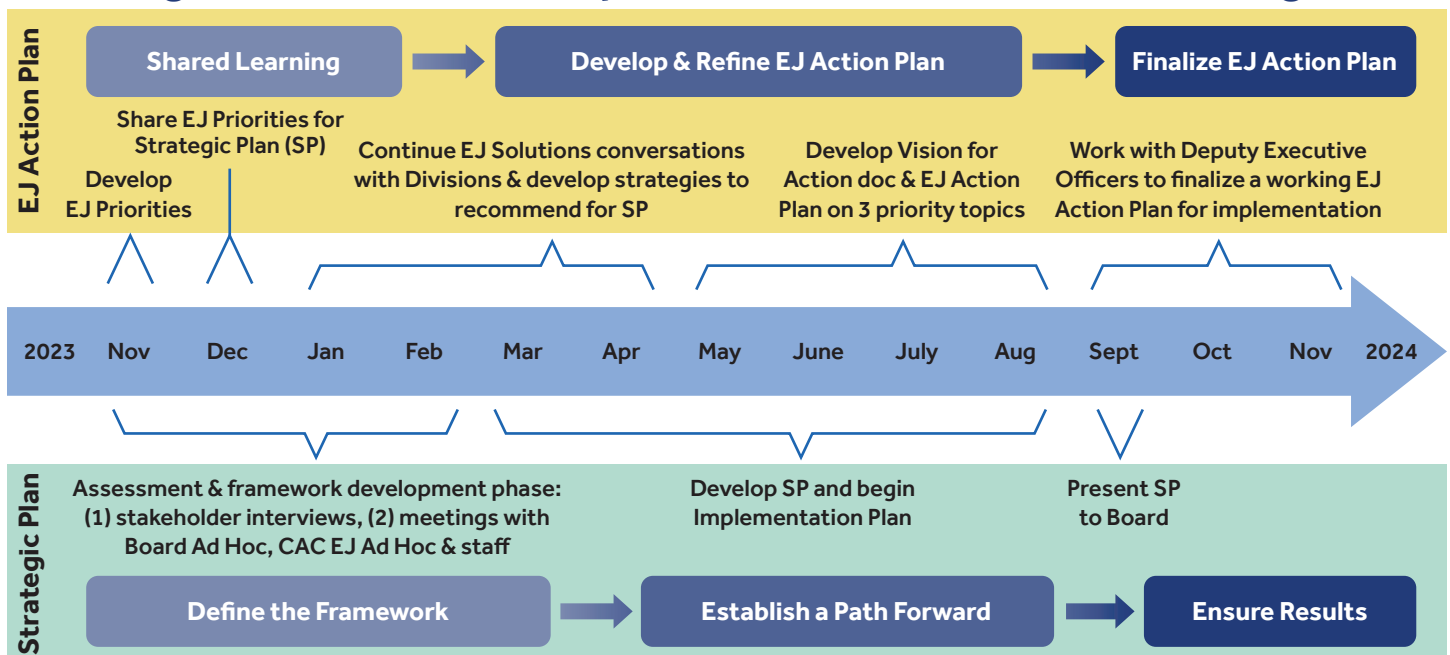 EJ Action Plan
Shared Learning
Develop & Refine EJ Action Plan
Finalize EJ Action Plan
Share EJ Priorities for
Strategic Plan (SP)
Develop
EJ Priorities
Continue EJ Solutions conversations
with Divisions & develop strategies to
recommend for SP
Develop Vision for
Action doc & EJ Action
Plan on 3 priority topics
Work with Deputy Executive
Officers to finalize a working EJ
Action Plan for implementation
2023 Nov Dec Jan Feb Mar Apr May June July Aug Sept Oct Nov 2024
Strategic Plan
Assessment & framework development phase:
(1) stakeholder interviews, (2) meetings with
Board Ad Hoc, CAC EJ Ad Hoc & staff
Develop SP and begin
Implementation Plan
Present SP
to Board
Define the Framework
Establish a Path Forward
Ensure Results